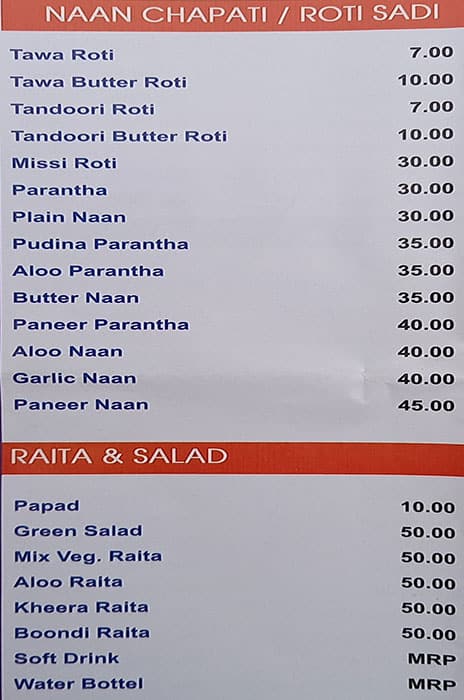 NAAN CHAPATI / ROTI SADI
Tawa Roti 7.00
Tawa Butter Roti 10.00
Tandoori Roti 7.00
Tandoori Butter Roti 10.00
Missi Roti 30.00
Parantha 30.00
Plain Naan 30.00
Pudina Parantha 35.00
Aloo Parantha 35.00
Butter Naan 35.00
Paneer Parantha 40.00
Aloo Naan 40.00
Garlic Naan 40.00
Paneer Naan 45.00
RAITA & SALAD
Papad 10.00
Green Salad 50.00
Mix Veg. Raita 50.00
Aloo Raita 50.00
Kheera Raita 50.00
Boondi Raita 50.00
Soft Drink MRP
Water Bottel MRP